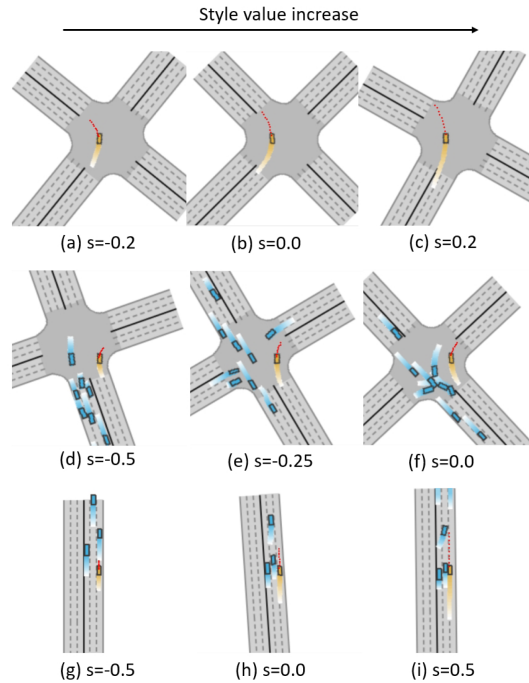 Style value increase
(a) s=-0.2
(b) s=0.0
(c) s=0.2
(d) s=-0.5
(e) s=-0.25
(f) s=0.0
(g) s=-0.5
(h) s=0.0
(i) s=0.5